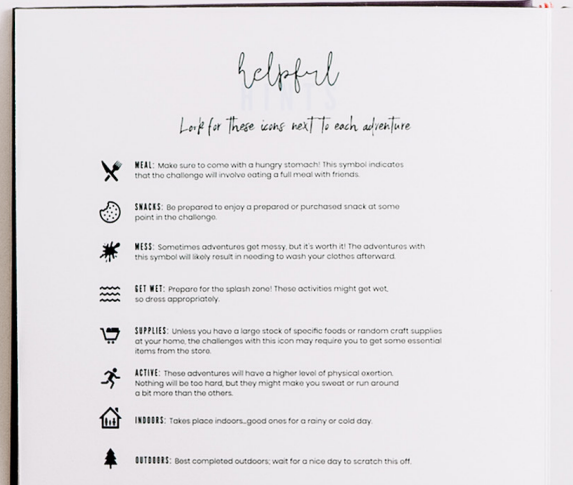 helpful
HINTS
Look for these icons next to each adventure
MEAL: Make sure to come with a hungry stomach! This symbol indicates
that the challenge will involve eating a full meal with friends.
SNACKS: Be prepared to enjoy a prepared or purchased snack at some
point in the challenge.
MESS: Sometimes adventures get messy, but it's worth it! The adventures with
this symbol will likely result in needing to wash your clothes afterward.
GET WET: Prepare for the splash zone! These activities might get wet,
so dress appropriately.
SUPPLIES: Unless you have a large stock of specific foods or random craft supplies
at your home, the challenges with this icon may require you to get some essential
items from the store.
ACTIVE: These adventures will have a higher level of physical exertion.
Nothing will be too hard, but they might make you sweat or run around
a bit more than the others.
INDOORS: Takes place indoors...good ones for a rainy or cold day.
OUTDOORS: Best completed outdoors; wait for a nice day to scratch this off.